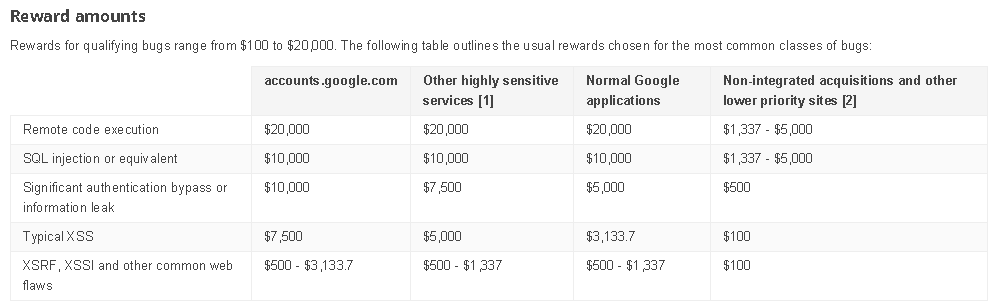 Reward amounts
Rewards for qualifying bugs range from $100 to $20,000. The following table outlines the usual rewards chosen for the most common classes of bugs:
accounts.google.com Other highly sensitive services [1] Normal Google applications Non-integrated acquisitions and other lower priority sites [2]
Remote code execution $20,000 $20,000 $20,000 $1,337 - $5,000
SQL injection or equivalent $10,000 $10,000 $10,000 $1,337 - $5,000
Significant authentication bypass or information leak $10,000 $7,500 $5,000 $500
Typical XSS $7,500 $5,000 $3,133.7 $100
XSRF, XSSI and other common web flaws $500 - $3,133.7 $500 - $1,337 $500 - $1,337 $100